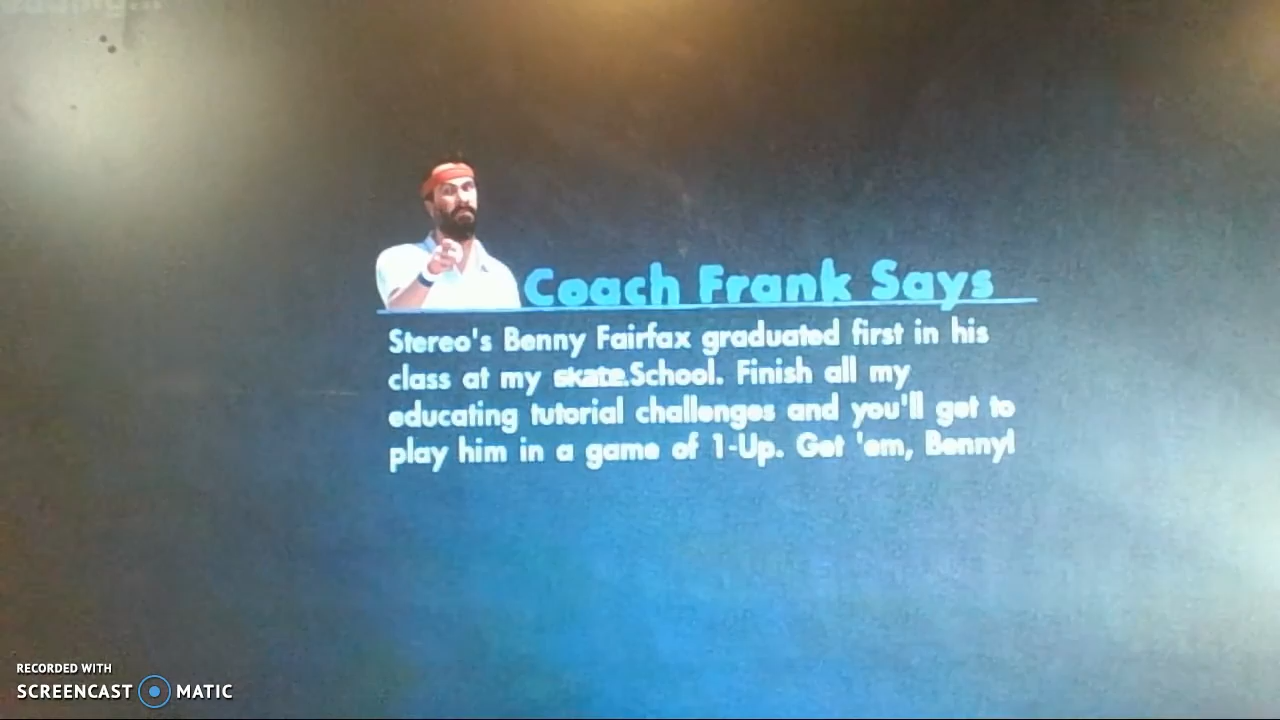 Coach Frank Says
Stereo's Benny Fairfax graduated first in his
class at my skate.School. Finish all my
educating tutorial challenges and you'll get to
play him in a game of 1-Up. Get 'em, Benny!
RECORDED WITH
SCREENCAST MATIC